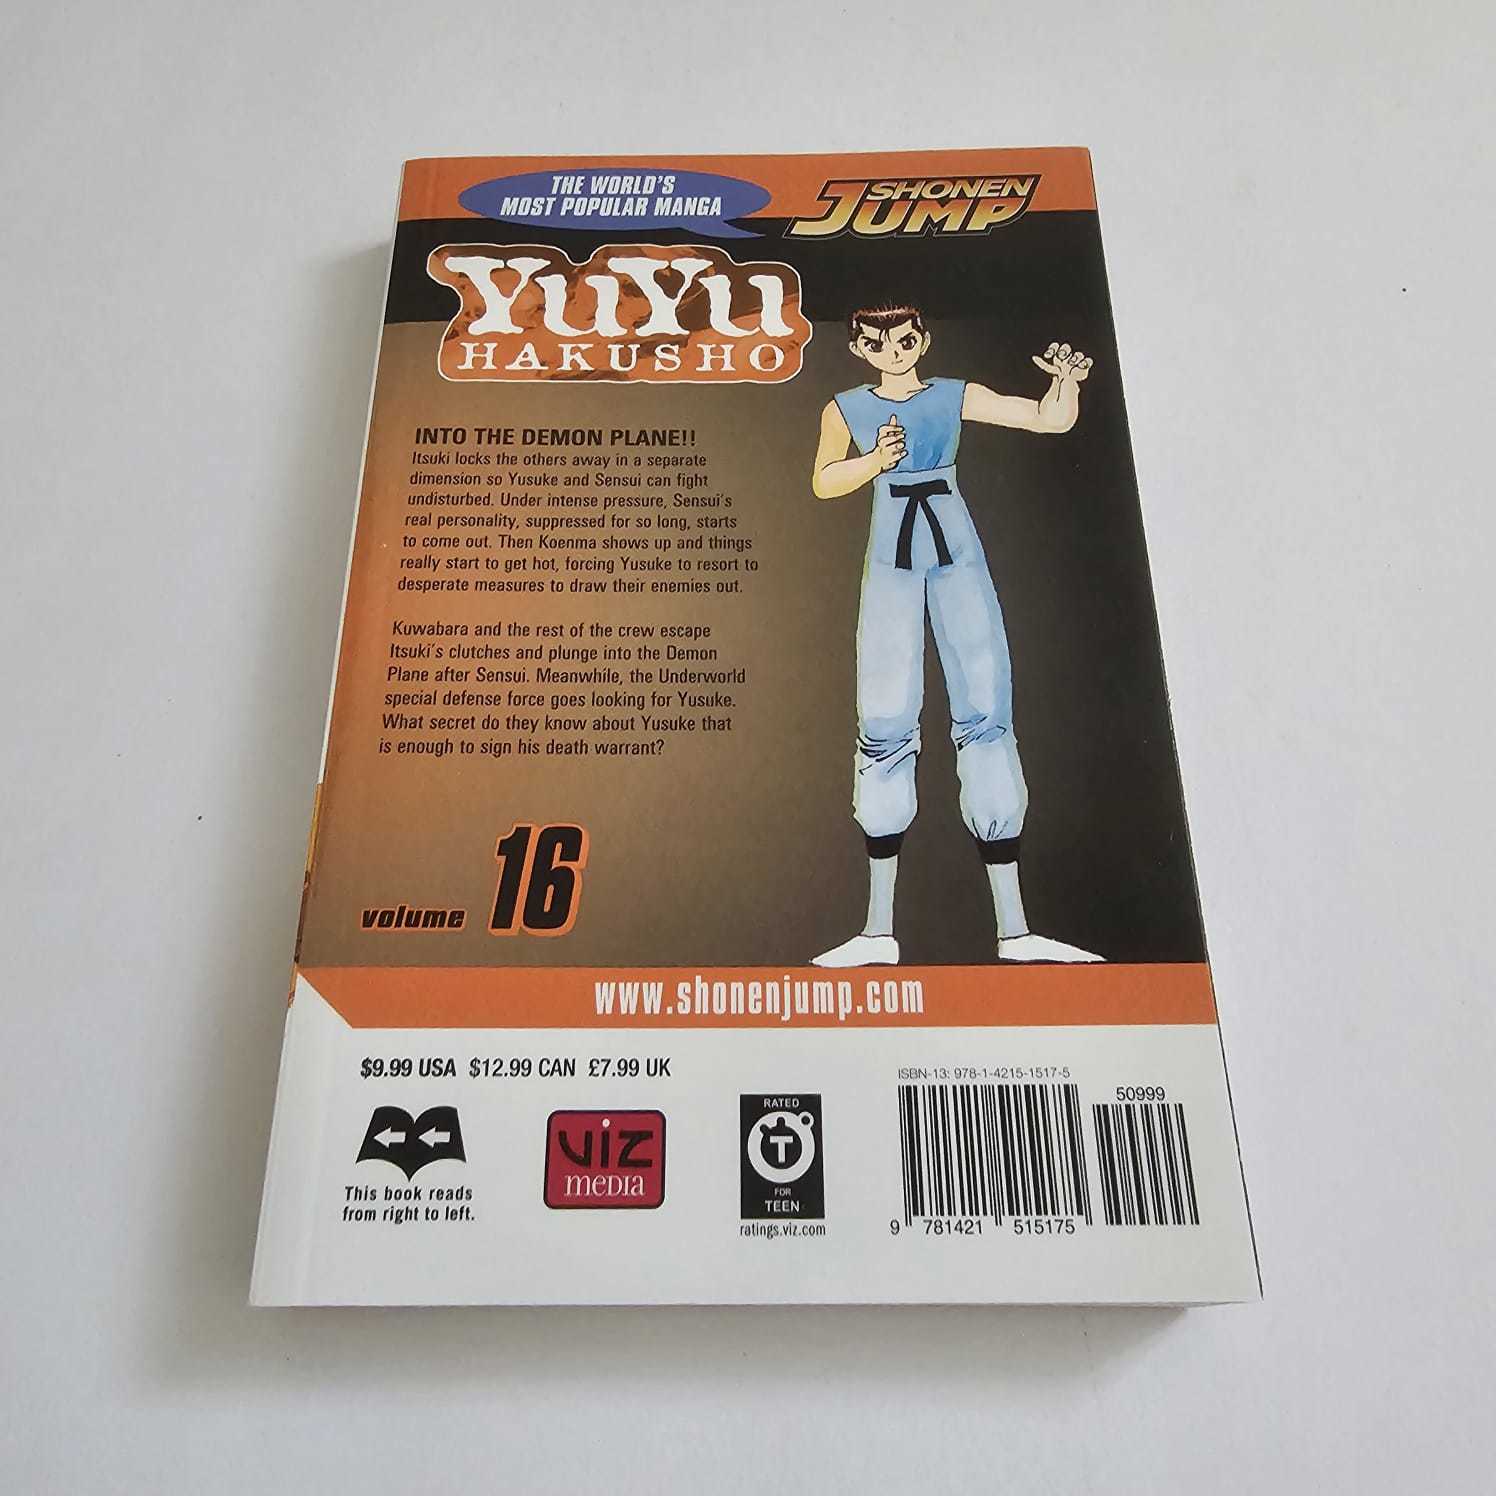 THE WORLD'S
MOST POPULAR MANGA
SHONEN
JUMP
YuYu
HAKUSHO
INTO THE DEMON PLANE!!
Itsuki locks the others away in a separate
dimension so Yusuke and Sensui can fight
undisturbed. Under intense pressure, Sensui's
real personality, suppressed for so long, starts
to come out. Then Koenma shows up and things
really start to get hot, forcing Yusuke to resort to
desperate measures to draw their enemies out.
Kuwabara and the rest of the crew escape
Itsuki's clutches and plunge into the Demon
Plane after Sensui. Meanwhile, the Underworld
special defense force goes looking for Yusuke.
What secret do they know about Yusuke that
is enough to sign his death warrant?
volume 16
www.shonenjump.com
$9.99 USA $12.99 CAN £7.99 UK
This book reads
from right to left.
VIZ
MEDIA
RATED
T
FOR
TEEN
ratings.viz.com
ISBN-13: 978-1-4215-1517-5
50999
9 781421 515175